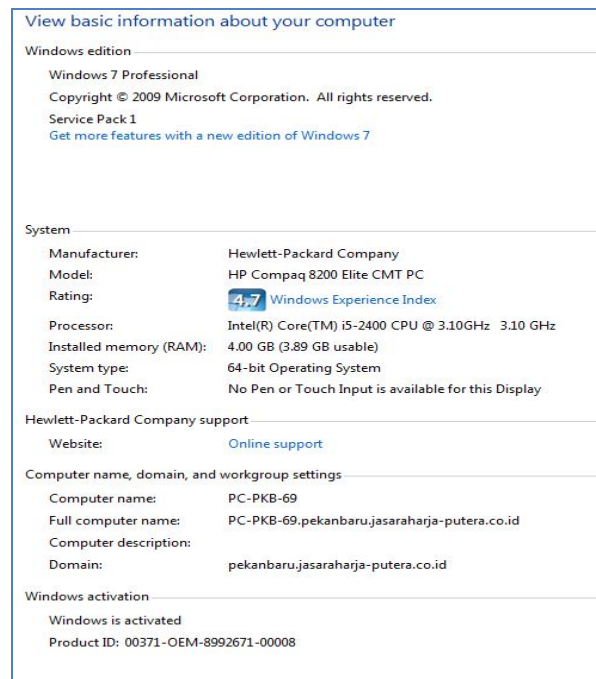 View basic information about your computer
Windows edition
Windows 7 Professional
Copyright © 2009 Microsoft Corporation. All rights reserved.
Service Pack 1
Get more features with a new edition of Windows 7
System
Manufacturer: Hewlett-Packard Company
Model: HP Compaq 8200 Elite CMT PC
Rating: 4.7 Windows Experience Index
Processor: Intel(R) Core(TM) i5-2400 CPU @ 3.10GHz 3.10 GHz
Installed memory (RAM): 4.00 GB (3.89 GB usable)
System type: 64-bit Operating System
Pen and Touch: No Pen or Touch Input is available for this Display
Hewlett-Packard Company support
Website: Online support
Computer name, domain, and workgroup settings
Computer name: PC-PKB-69
Full computer name: PC-PKB-69.pekanbaru.jasaraharja-putera.co.id
Computer description:
Domain: pekanbaru.jasaraharja-putera.co.id
Windows activation
Windows is activated
Product ID: 00371-OEM-8992671-00008